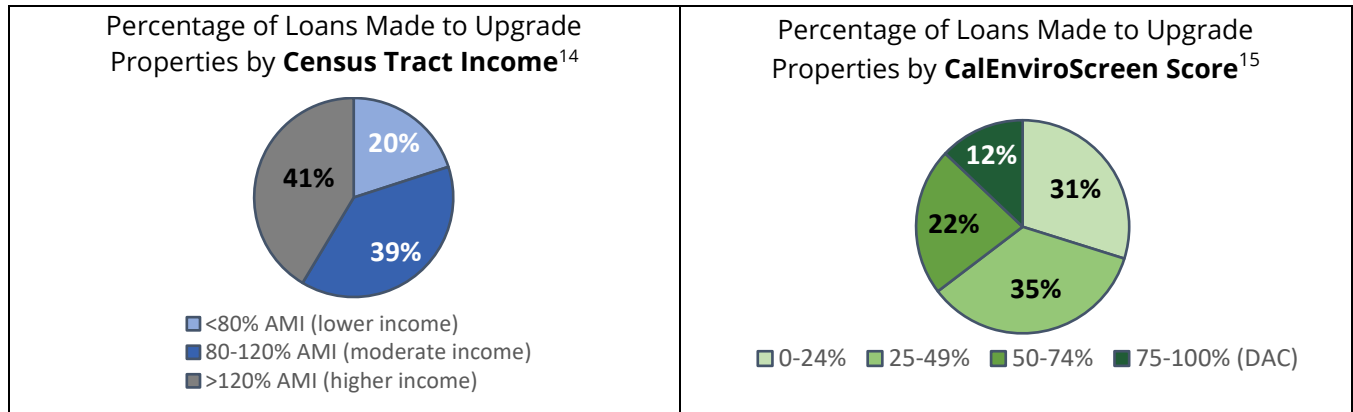 Percentage of Loans Made to Upgrade
Properties by Census Tract Income14
20%
41%
39%
<80% AMI (lower income)
80-120% AMI (moderate income)
>120% AMI (higher income)
Percentage of Loans Made to Upgrade
Properties by CalEnviroScreen Score15
12%
31%
22%
35%
0-24% 25-49% 50-74% 75-100% (DAC)